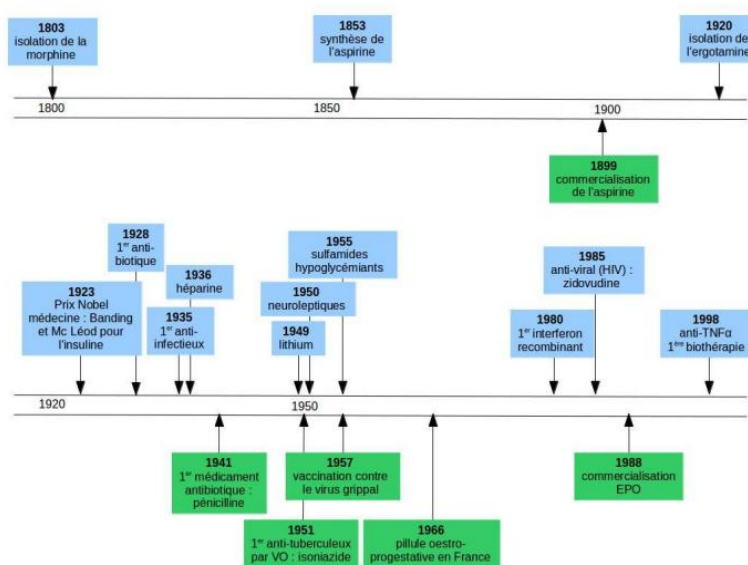 1803
isolation de la
morphine
1853
synthèse de
l'aspirine
1920
isolation de
l'ergotamine
1800
1850
1900
1899
commercialisation
de l'aspirine
1928
1er anti-
biotique
1955
sulfamides
hypoglycémiants
1985
anti-viral (HIV) :
zidovudine
1936
héparine
1923
Prix Nobel
médecine : Banding
et Mc Léod pour
l'insuline
1935
1er anti-
infectieux
1950
neuroleptiques
1949
lithium
1980
1er interferon
recombinant
1998
anti-TNFα
1ère biothérapie
1920
1950
1941
1er médicament
antibiotique :
pénicilline
1957
vaccination contre
le virus grippal
1988
commercialisation
EPO
1951
1er anti-tuberculeux
par VO : isoniazide
1966
pillule oestro-
progestative en France